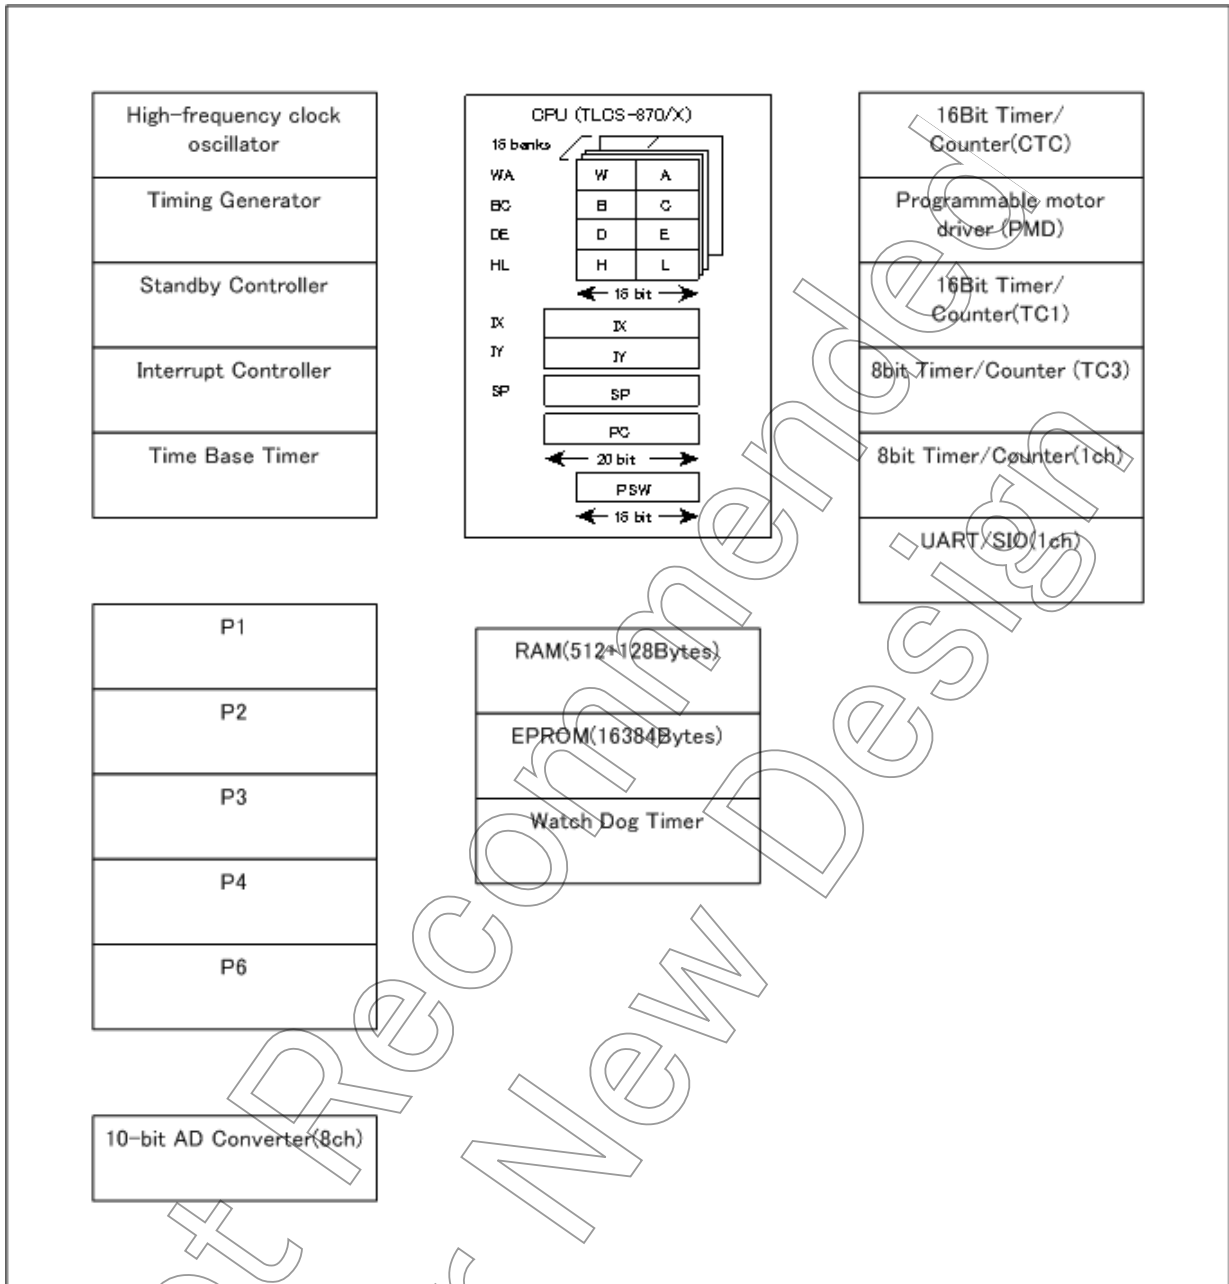 High-frequency clock
oscillator
Timing Generator
Standby Controller
Interrupt Controller
Time Base Timer
CPU (TLCS-870/X)
16 banks
WA
W
A
BC
B
C
DE
D
E
HL
H
L
16 bit
IX
IX
IY
IY
SP
SP
PC
20 bit
PSW
16 bit
16Bit Timer/
Counter(CTC)
Programmable motor
driver (PMD)
16Bit Timer/
Counter(TC1)
8bit Timer/Counter (TC3)
8bit Timer/Counter(1ch)
UART/SIO(1ch)
P1
P2
P3
P4
P6
RAM(512+128Bytes)
EPROM(16384Bytes)
Watch Dog Timer
10-bit AD Converter(8ch)
Recommended
New Design